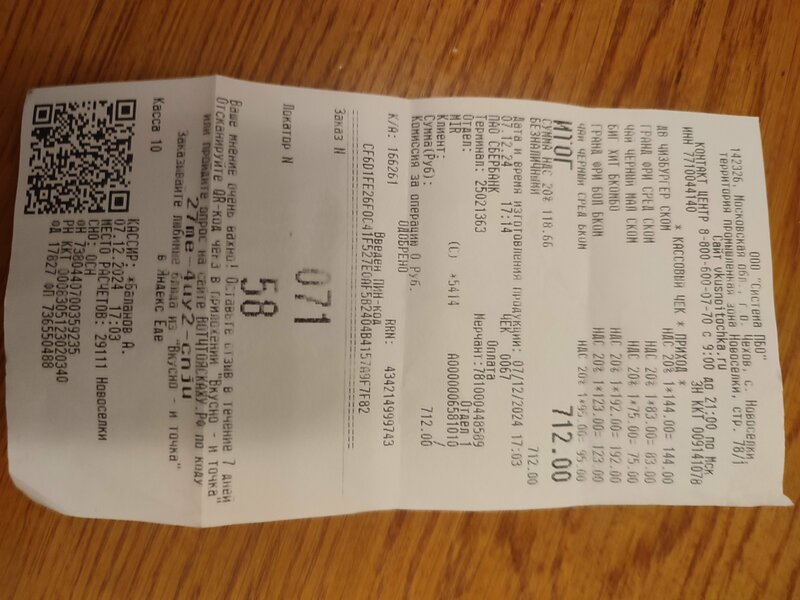 ООО "Система ПБО"
142326, Московская обл., г.о. Чехов, с. Новоселки
территория промышленной зона Новоселки, стр. 78/1
Сайт vkusnoitochka.ru
КОНТАКТ ЦЕНТР 8-800-600-07-70 с 9:00 до 21:00 по Мск
ИНН 7710044140 ЗН ККТ 009141078
* КАССОВЫЙ ЧЕК * ПРИХОД *
ДВ ЧИЗБУРГЕР СКОМ НДС 20% 1*144.00= 144.00
ГРАНД ФРИ СРЕД СКОМ НДС 20% 1*83.00= 83.00
ЧАЙ ЧЕРНЫЙ МАЛ СКОМ НДС 20% 1*75.00= 75.00
БИГ ХИТ БКОМБО НДС 20% 1*192.00= 192.00
ГРАНД ФРИ БОЛ БКОМ НДС 20% 1*123.00= 123.00
ЧАЙ ЧЕРНЫЙ СРЕД БКОМ НДС 20% 1*95.00= 95.00
ИТОГ 712.00
СУММА НДС 20% 118.66
БЕЗНАЛИЧНЫМИ 712.00
Дата и время изготовления продукции: 07/12/2024 17:03
07.12.24 17:14 ЧЕК 0067
ПАО СБЕРБАНК Оплата
Терминал: 25021363 Мерчант:781000448509
Отдел: Отдел 1
MIR A0000006581010
Клиент: (L) *5414
Сумма(Руб): 712.00
Комиссия за операцию 0 Руб.
ОДОБРЕНО
К/А: 166261 RRN: 434214999743
Введен ПИН-код
CF6D1FE26F0C41F527E0AF582404B4157A9F7F82
Заказ N 071
Локатор N 58
Ваше мнение очень важно! Оставьте отзыв в течение 7 дней
Отсканируйте QR-код через в приложении "Вкусно - и точка"
или пройдите опрос на сайте ВОТЧТОЯСКАЖУ.РФ по коду
27me-4uy2-cnju
Заказывайте любимые блюда из "Вкусно - и точка"
в Яндекс Еде
Касса 10
КАССИР: *Балашов А.
07.12.2024 17:03
МЕСТО РАСЧЕТОВ: 29111 Новоселки
СНО: ОСН
ФН 7380440700359235
РН ККТ 0006305125020340
ФД 17827 ФП 736550488